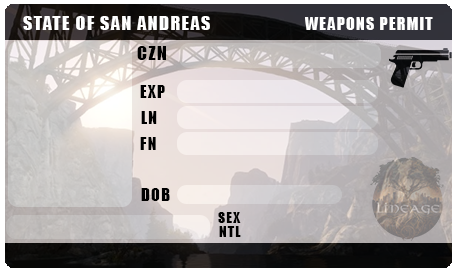 STATE OF SAN ANDREAS
WEAPONS PERMIT
CZN
EXP
LN
FN
DOB
LINEAGE
SEX
NTL